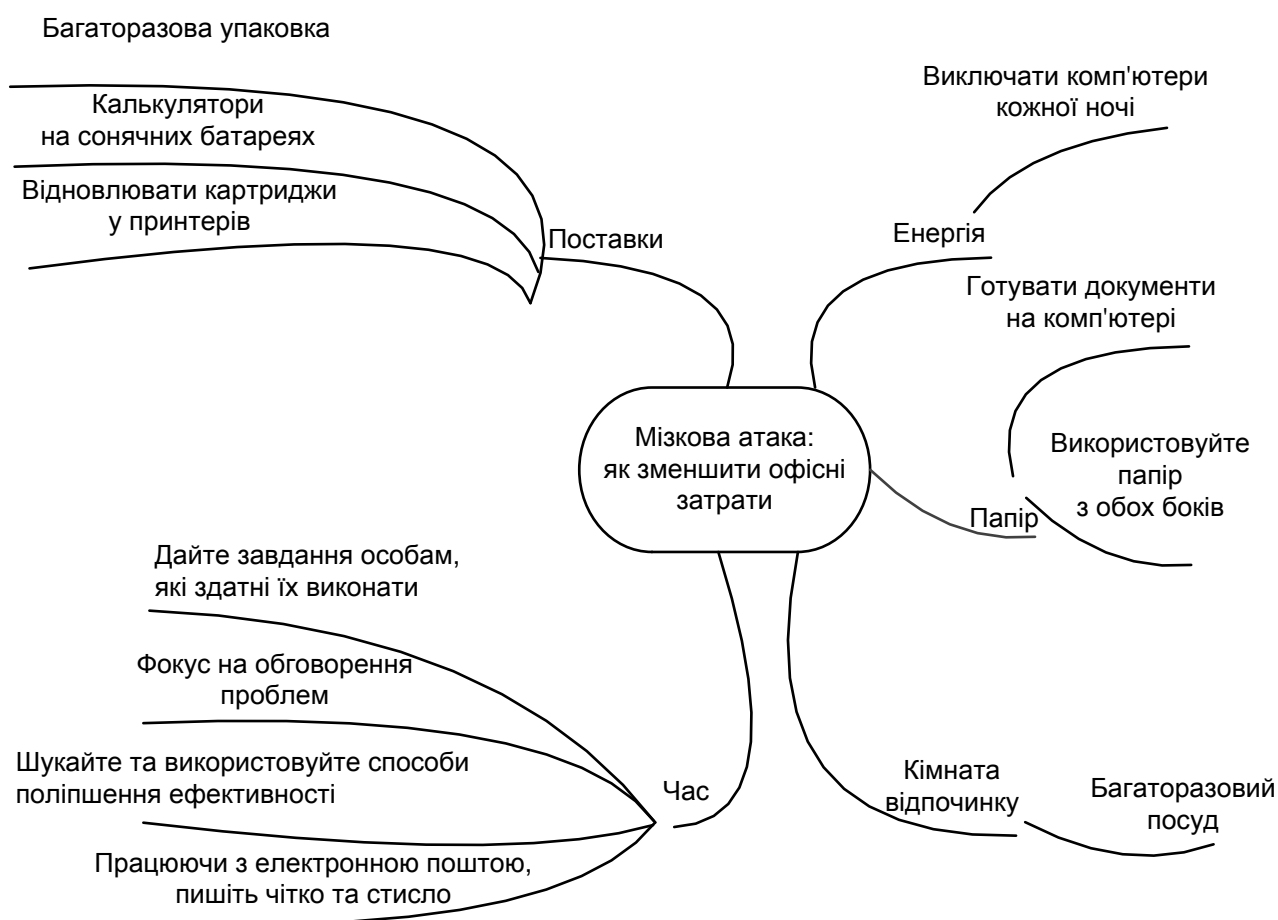 Багаторазова упаковка
Калькулятори
на сонячних батареях
Відновлювати картриджи
у принтерів
Поставки
Виключати комп'ютери
кожної ночі
Енергія
Готувати документи
на комп'ютері
Використовуйте
папір
з обох боків
Папір
Мізкова атака:
як зменшити офісні
затрати
Дайте завдання особам,
які здатні їх виконати
Фокус на обговорення
проблем
Шукайте та використовуйте способи
поліпшення ефективності
Працюючи з електронною поштою,
пишіть чітко та стисло
Час
Кімната
відпочинку
Багаторазовий
посуд